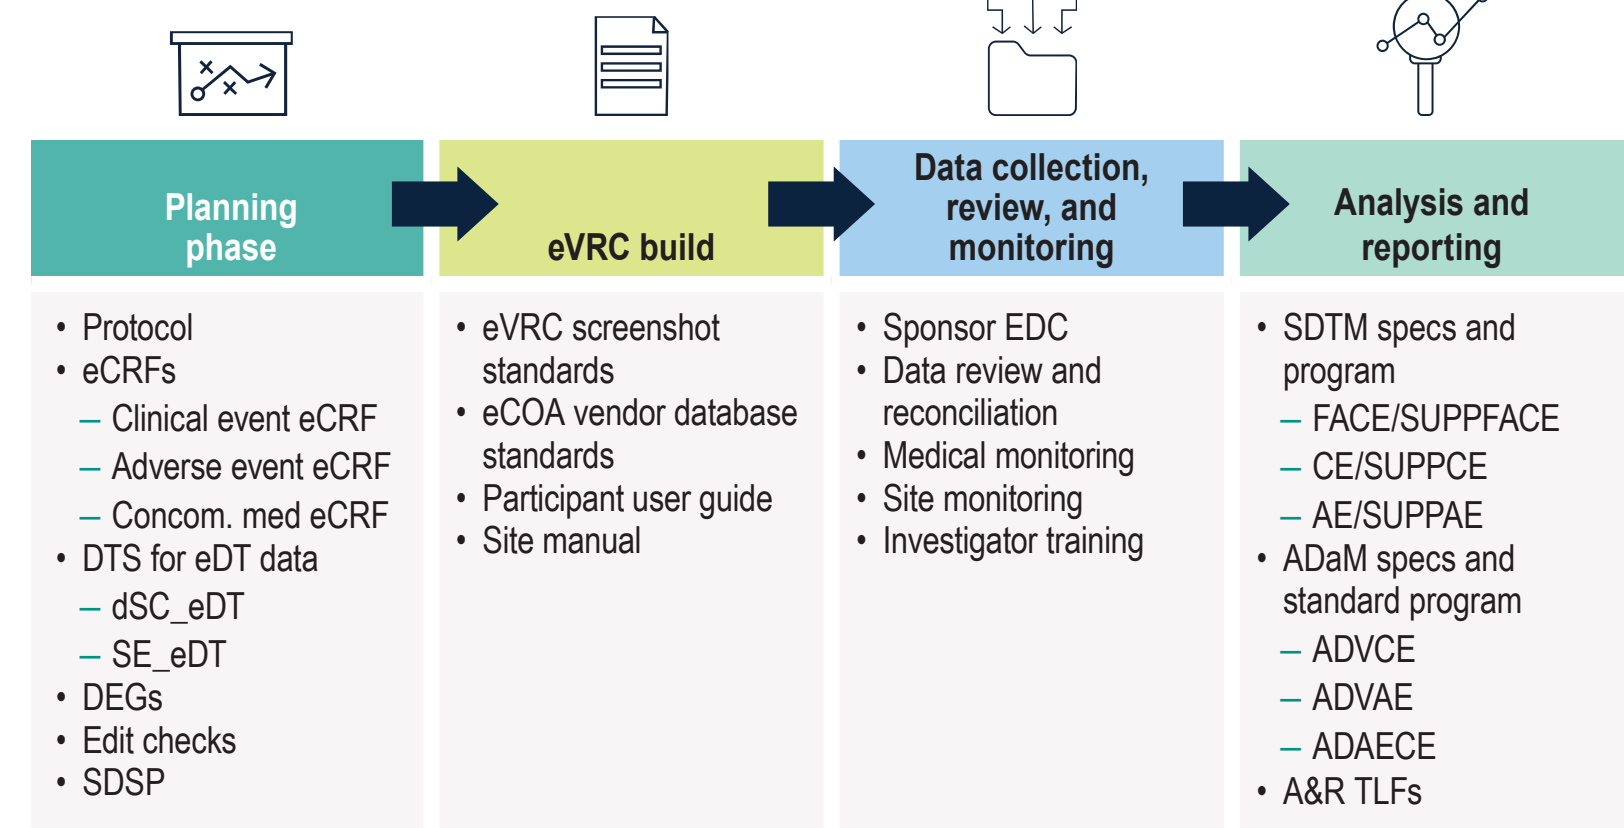 Planning
phase
eVRC build
Data collection,
review, and
monitoring
Analysis and
reporting
• Protocol
• eCRFs
– Clinical event eCRF
– Adverse event eCRF
– Concom. med eCRF
• DTS for eDT data
– dSC_eDT
– SE_eDT
• DEGs
• Edit checks
• SDSP
• eVRC screenshot
standards
• eCOA vendor database
standards
• Participant user guide
• Site manual
• Sponsor EDC
• Data review and
reconciliation
• Medical monitoring
• Site monitoring
• Investigator training
• SDTM specs and
program
– FACE/SUPPFACE
– CE/SUPPCE
– AE/SUPPAE
• ADaM specs and
standard program
– ADVCE
– ADVAE
– ADAECE
• A&R TLFs